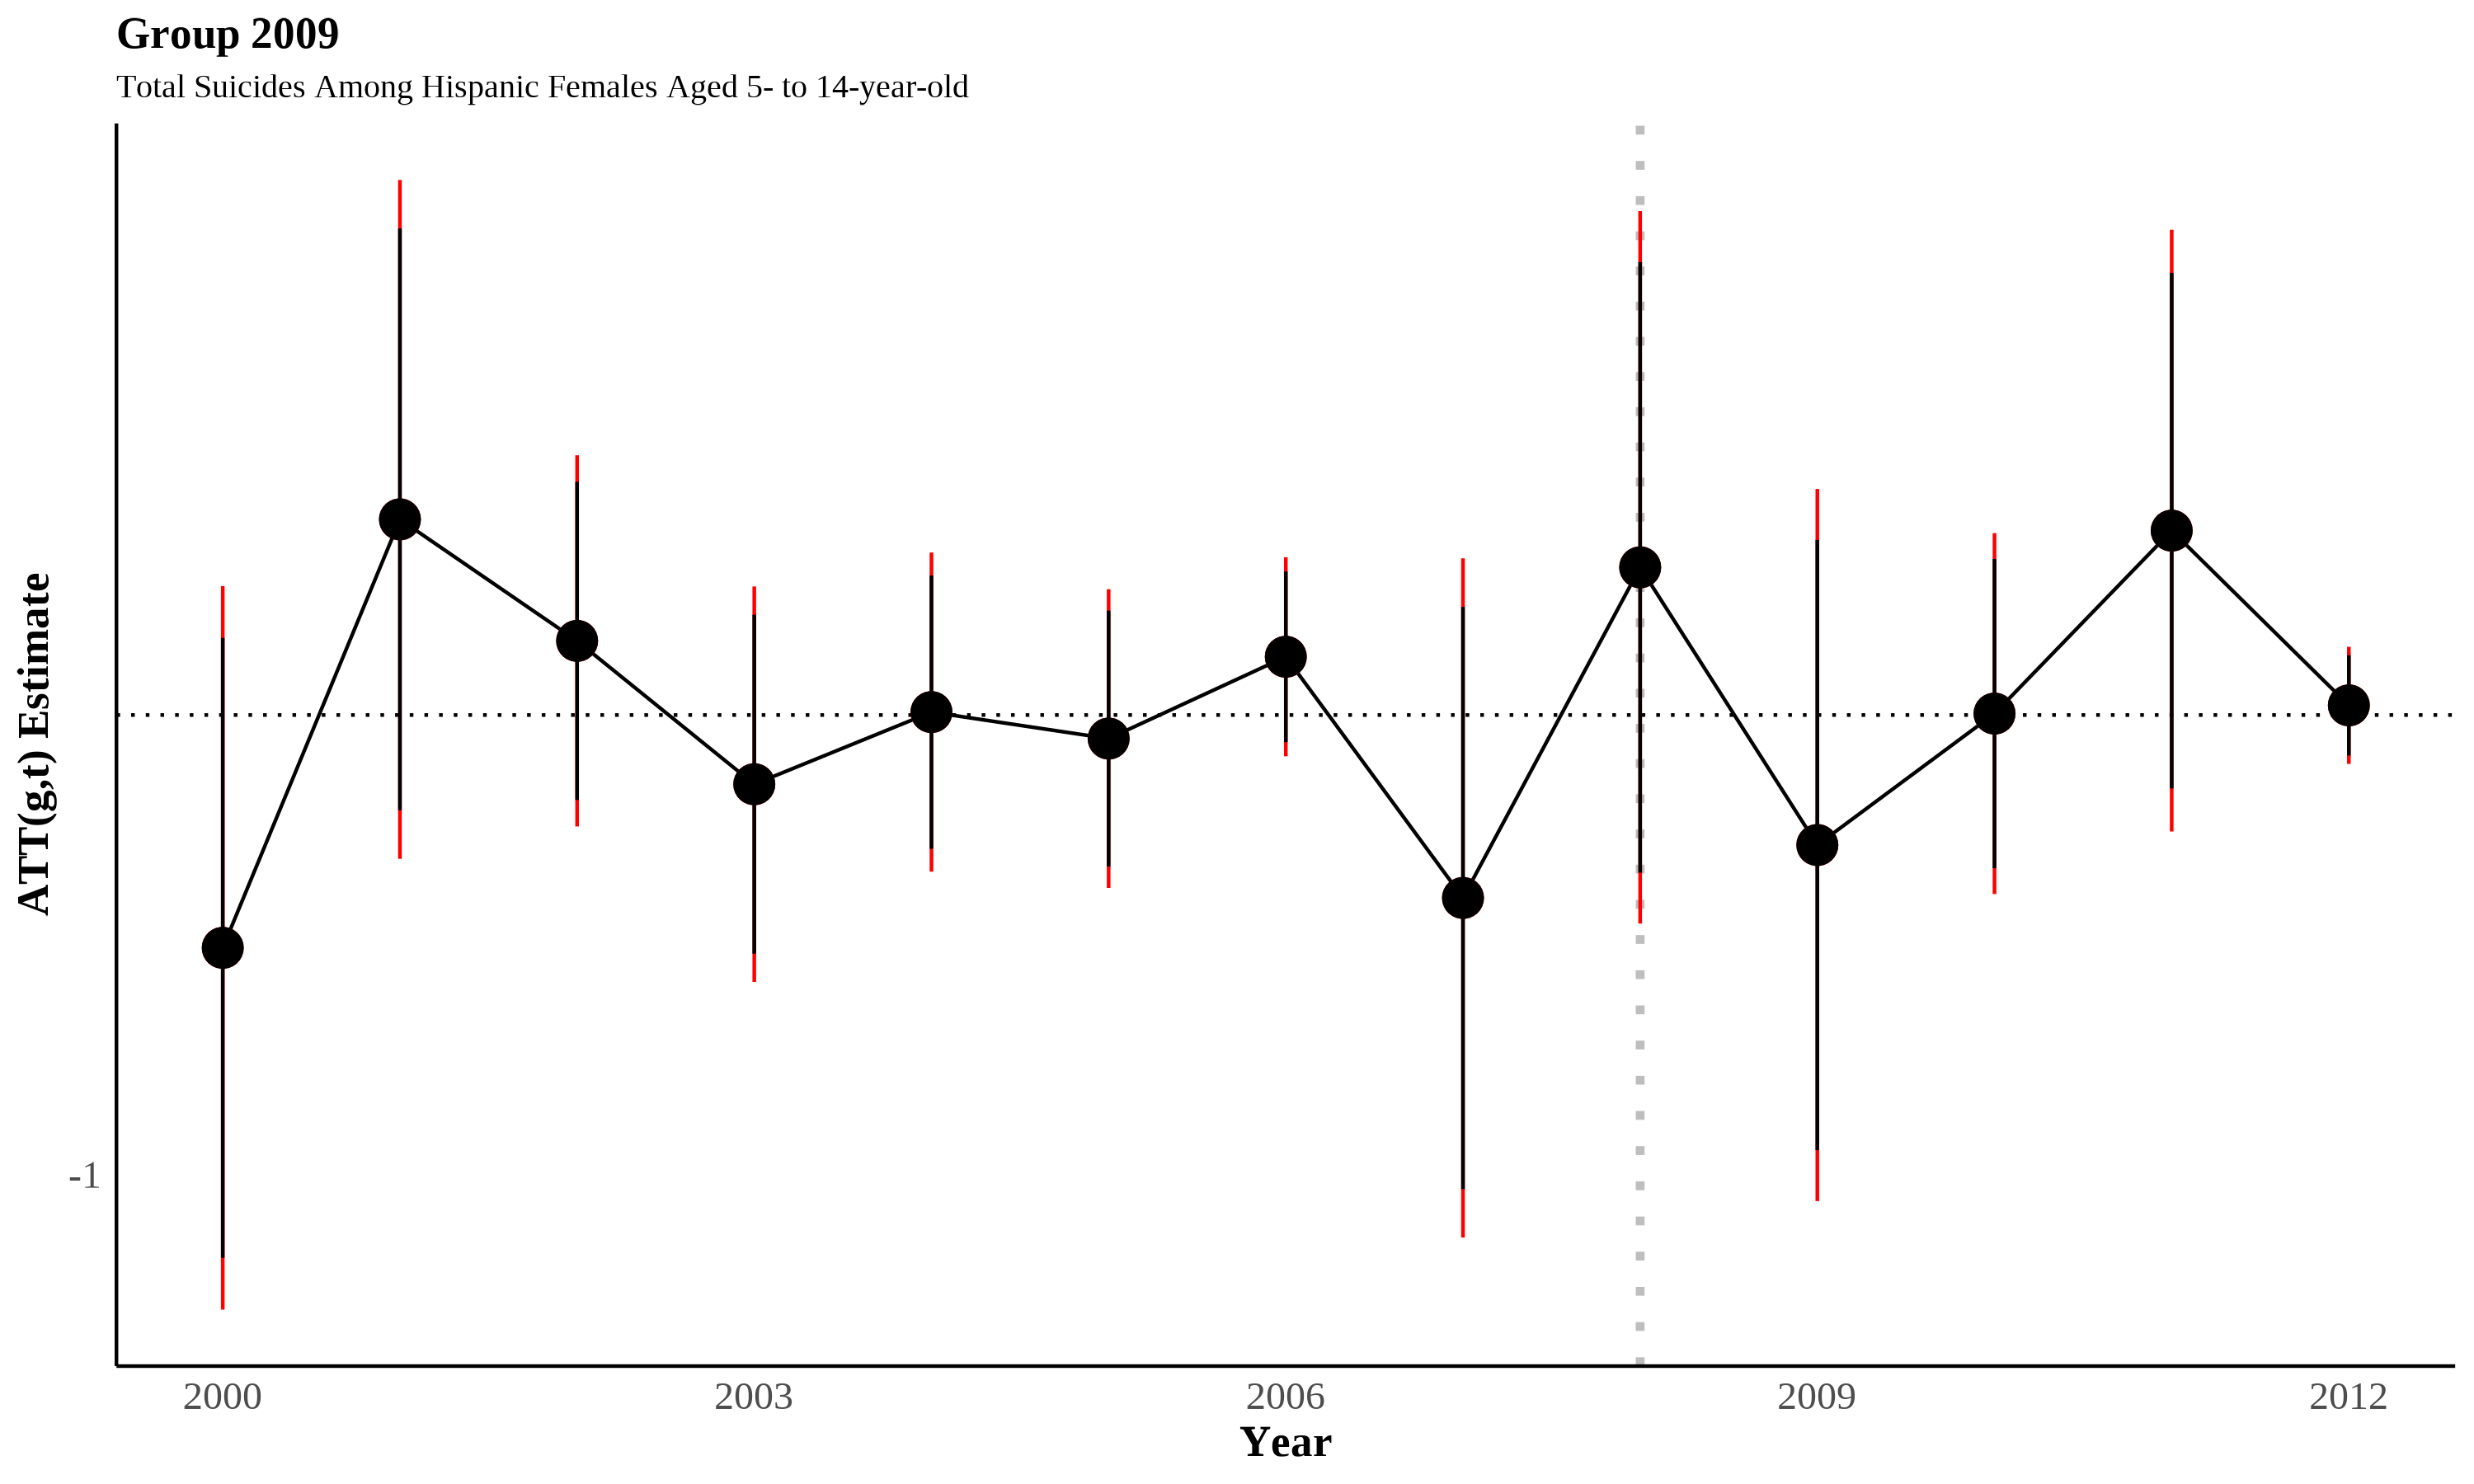 Group 2009
Total Suicides Among Hispanic Females Aged 5- to 14-year-old
ATT(g,t) Estimate
-1
2000 2003 2006 2009 2012
Year